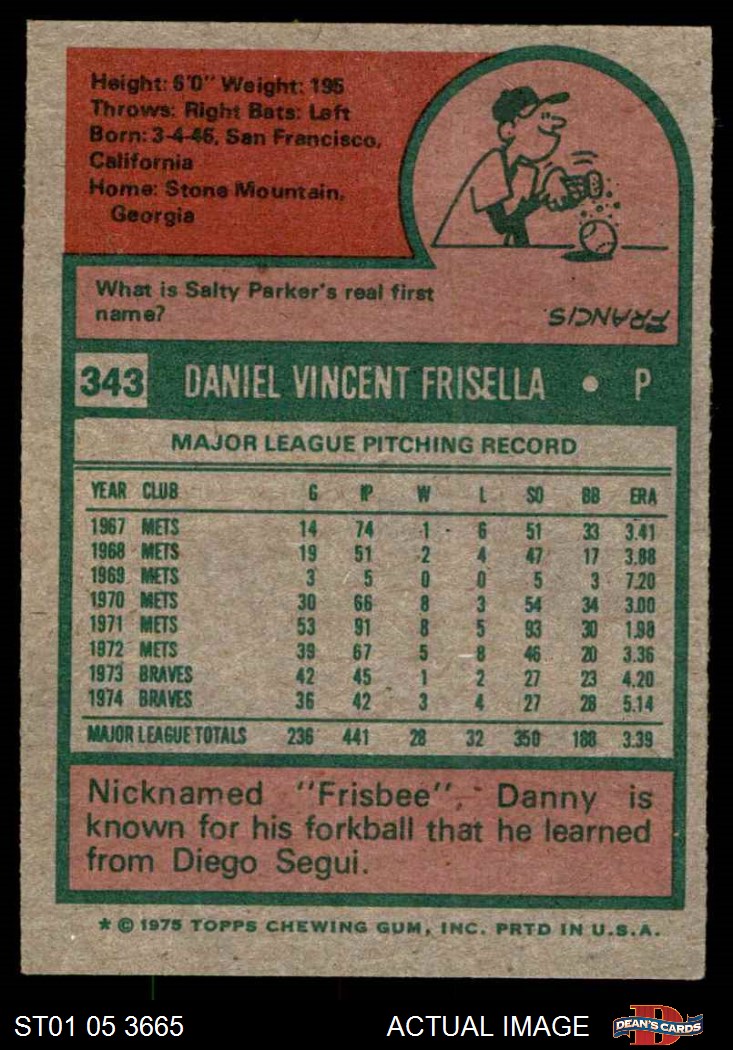 Height: 6'0" Weight: 195
Throws: Right Bats: Left
Born: 3-4-46, San Francisco,
California
Home: Stone Mountain,
Georgia
What is Salty Parker's real first
name?
FRANCIS.
343 DANIEL VINCENT FRISELLA • P
MAJOR LEAGUE PITCHING RECORD
YEAR CLUB G IP W L SO BB ERA
1967 METS 14 74 1 6 51 33 3.41
1968 METS 19 51 2 4 47 17 3.88
1969 METS 3 5 0 0 5 3 7.20
1970 METS 30 66 8 3 54 34 3.00
1971 METS 53 91 8 5 93 30 1.98
1972 METS 39 67 5 8 46 20 3.36
1973 BRAVES 42 45 1 2 27 23 4.20
1974 BRAVES 36 42 3 4 27 28 5.14
MAJOR LEAGUE TOTALS 236 441 28 32 350 188 3.39
Nicknamed "Frisbee", Danny is
known for his forkball that he learned
from Diego Segui.
* © 1975 TOPPS CHEWING GUM, INC. PRTD IN U.S.A.
ST01 05 3665 ACTUAL IMAGE DEAN'S CARDS